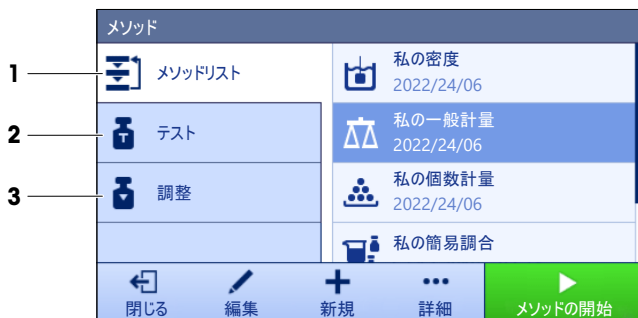 メソッド
1
メソッドリスト
2
テスト
3
調整
私の密度
2022/24/06
私の一般計量
2022/24/06
私の個数計量
2022/24/06
私の簡易調合
閉じる
編集
新規
詳細
メソッドの開始